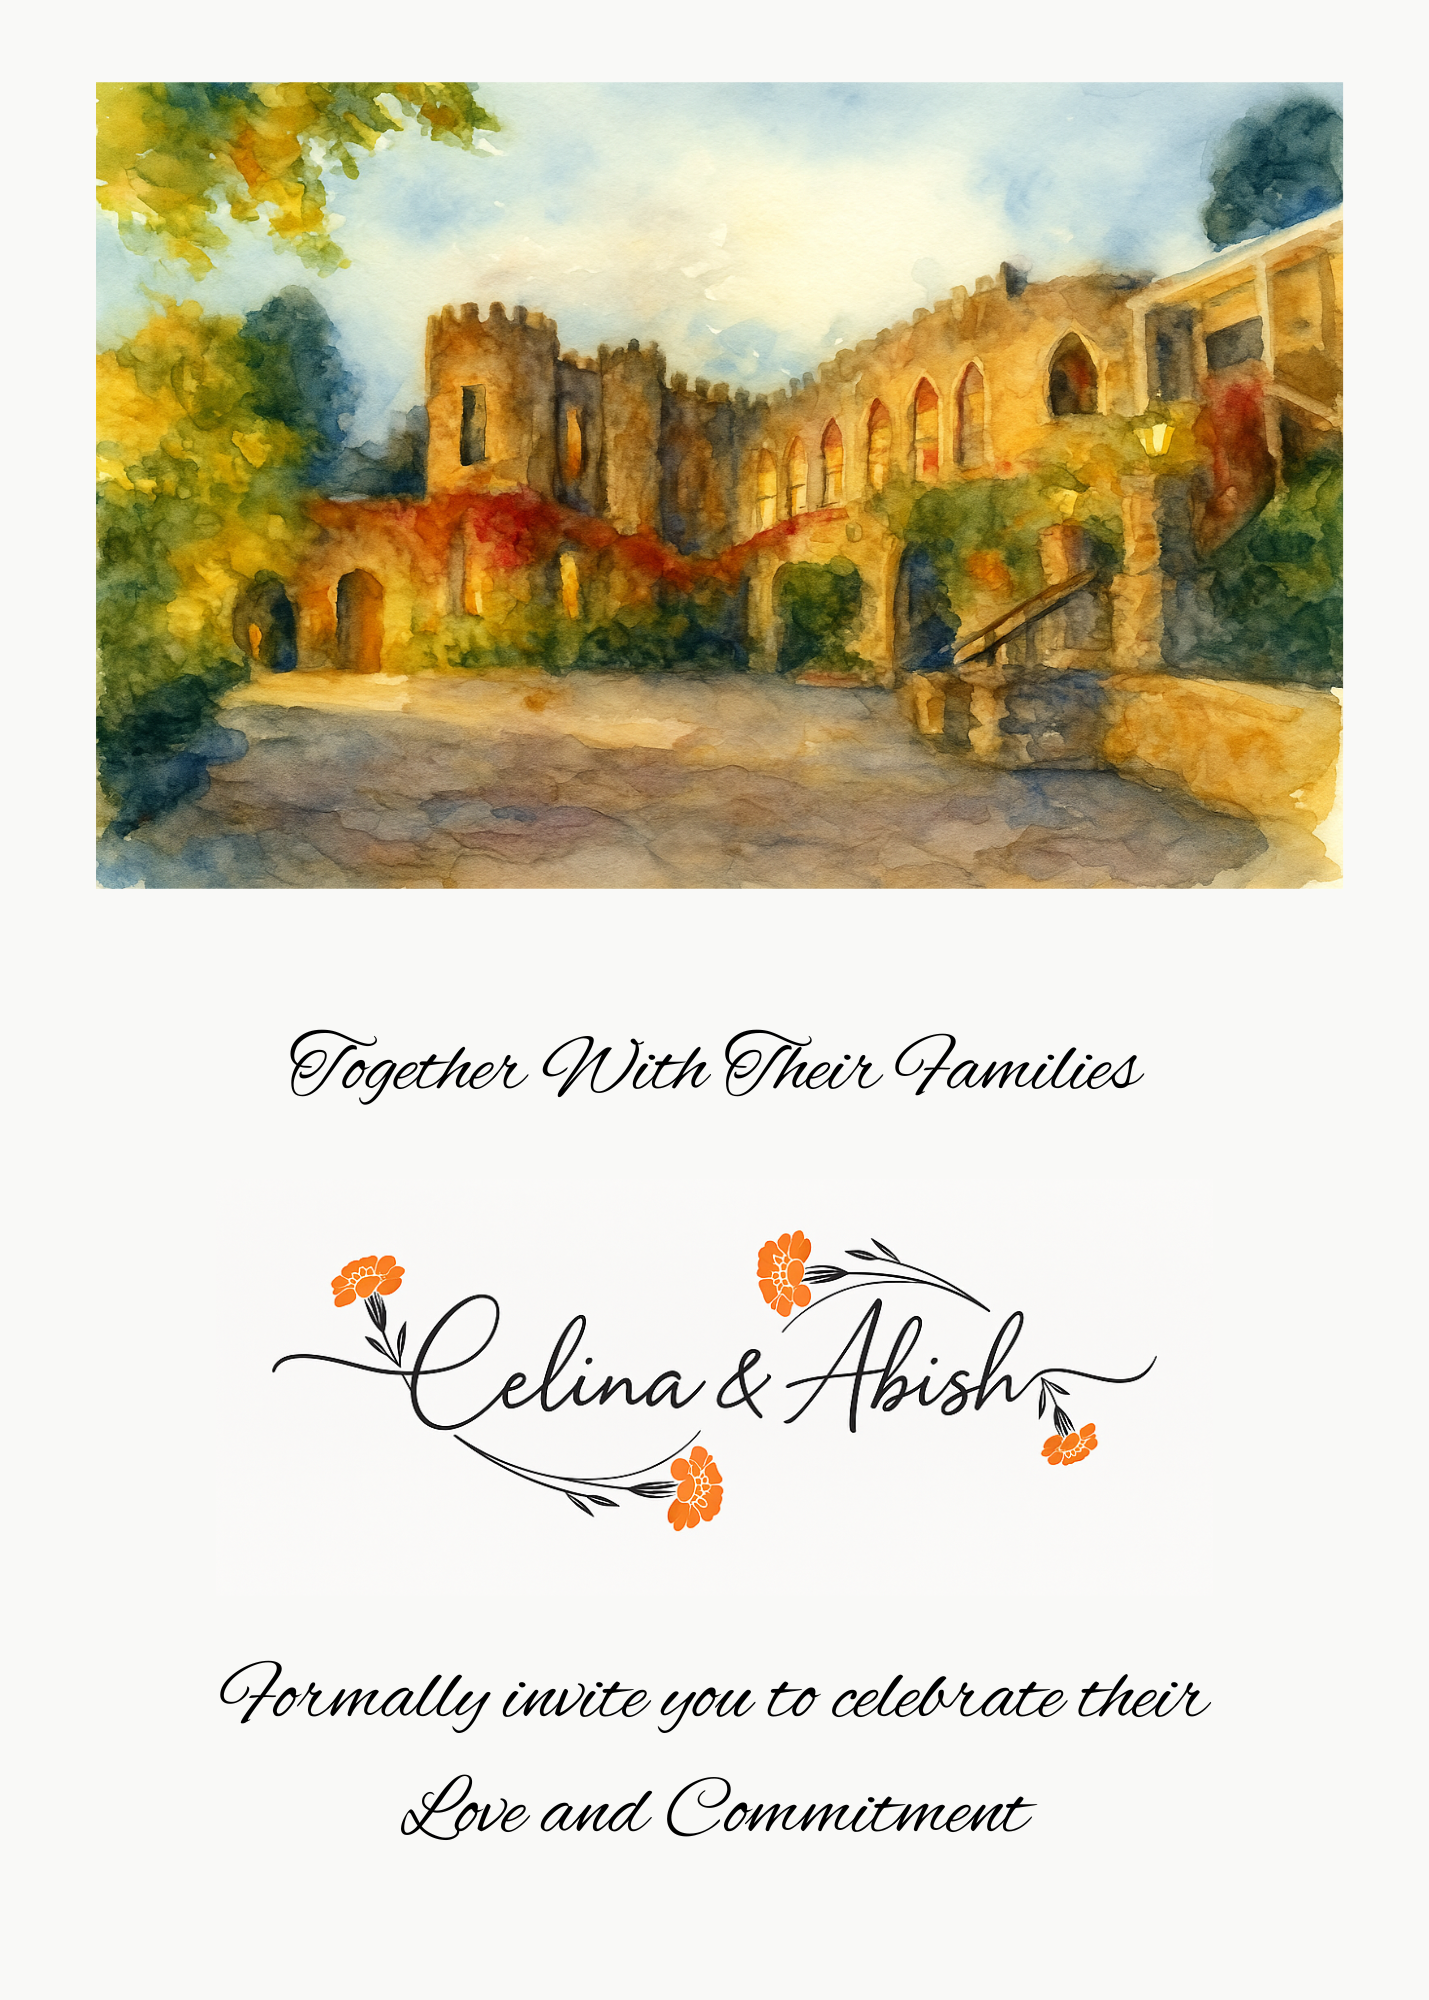 Together With Their Families
Celina & Abish
Formally invite you to celebrate their
Love and Commitment